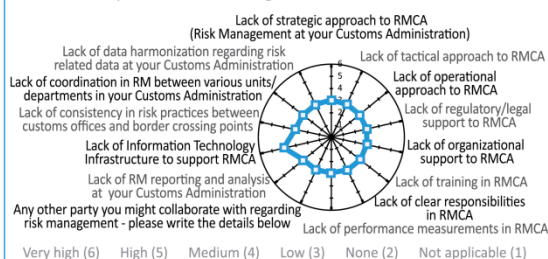 Lack of strategic approach to RMCA
(Risk Management at your Customs Administration)
Lack of data harmonization regarding risk
related data at your Customs Administration
Lack of tactical approach to RMCA
Lack of coordination in RM between various units/
departments in your Customs Administration
Lack of operational
approach to RMCA
Lack of consistency in risk practices between
customs offices and border crossing points
Lack of regulatory/legal
support to RMCA
Lack of Information Technology
Infrastructure to support RMCA
Lack of organizational
support to RMCA
Lack of RM reporting and analysis
at your Customs Administration
Lack of training in RMCA
Any other party you might collaborate with regarding
risk management - please write the details below
Lack of clear responsibilities
in RMCA
Lack of performance measurements in RMCA
6
5
4
3
Very high (6) High (5) Medium (4) Low (3) None (2) Not applicable (1)